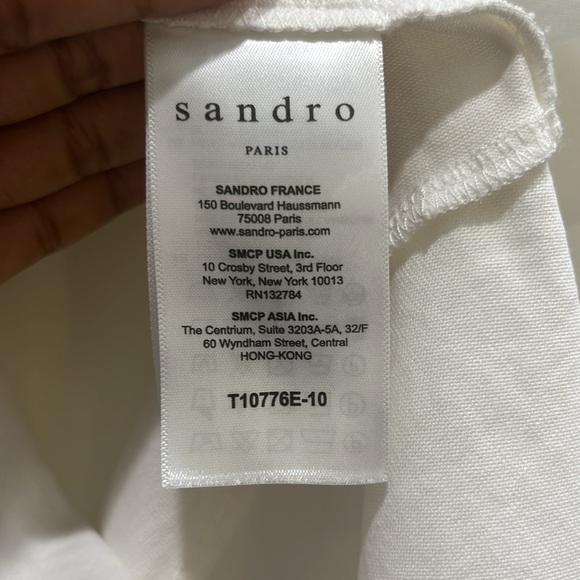 sandro
PARIS
SANDRO FRANCE
150 Boulevard Haussmann
75008 Paris
www.sandro-paris.com
SMCP USA Inc.
10 Crosby Street, 3rd Floor
New York, New York 10013
RN132784
SMCP ASIA Inc.
The Centrium, Suite 3203A-5A, 32/F
60 Wyndham Street, Central
HONG-KONG
T10776E-10